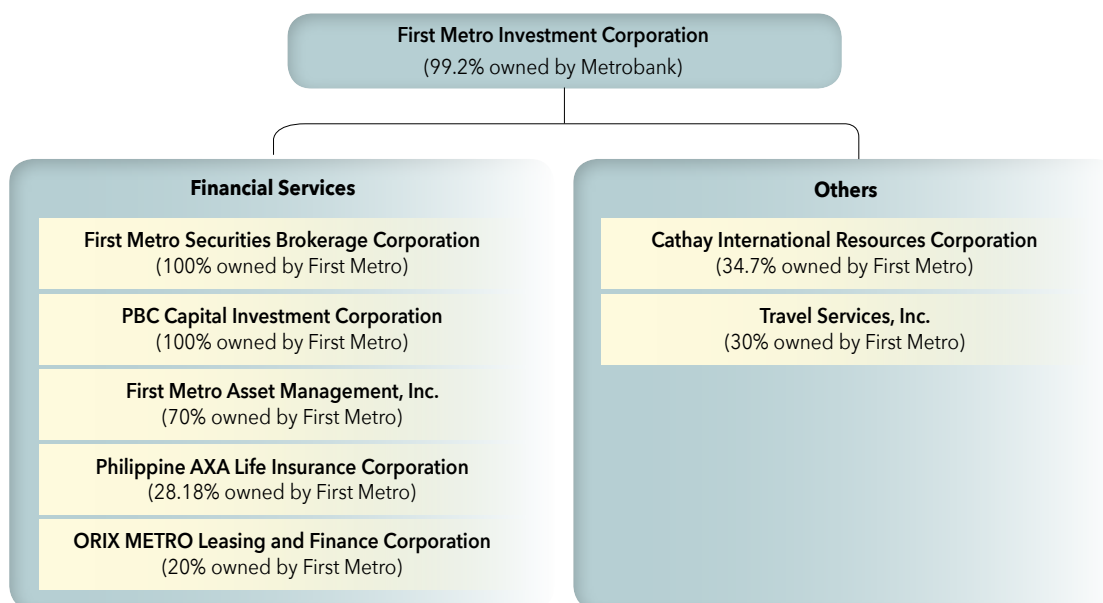 First Metro Investment Corporation
(99.2% owned by Metrobank)
Financial Services
First Metro Securities Brokerage Corporation
(100% owned by First Metro)
PBC Capital Investment Corporation
(100% owned by First Metro)
First Metro Asset Management, Inc.
(70% owned by First Metro)
Philippine AXA Life Insurance Corporation
(28.18% owned by First Metro)
ORIX METRO Leasing and Finance Corporation
(20% owned by First Metro)
Others
Cathay International Resources Corporation
(34.7% owned by First Metro)
Travel Services, Inc.
(30% owned by First Metro)